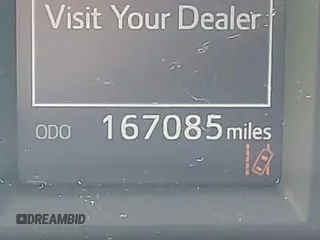 Visit Your Dealer
ODO 167085 miles
DREAMBID